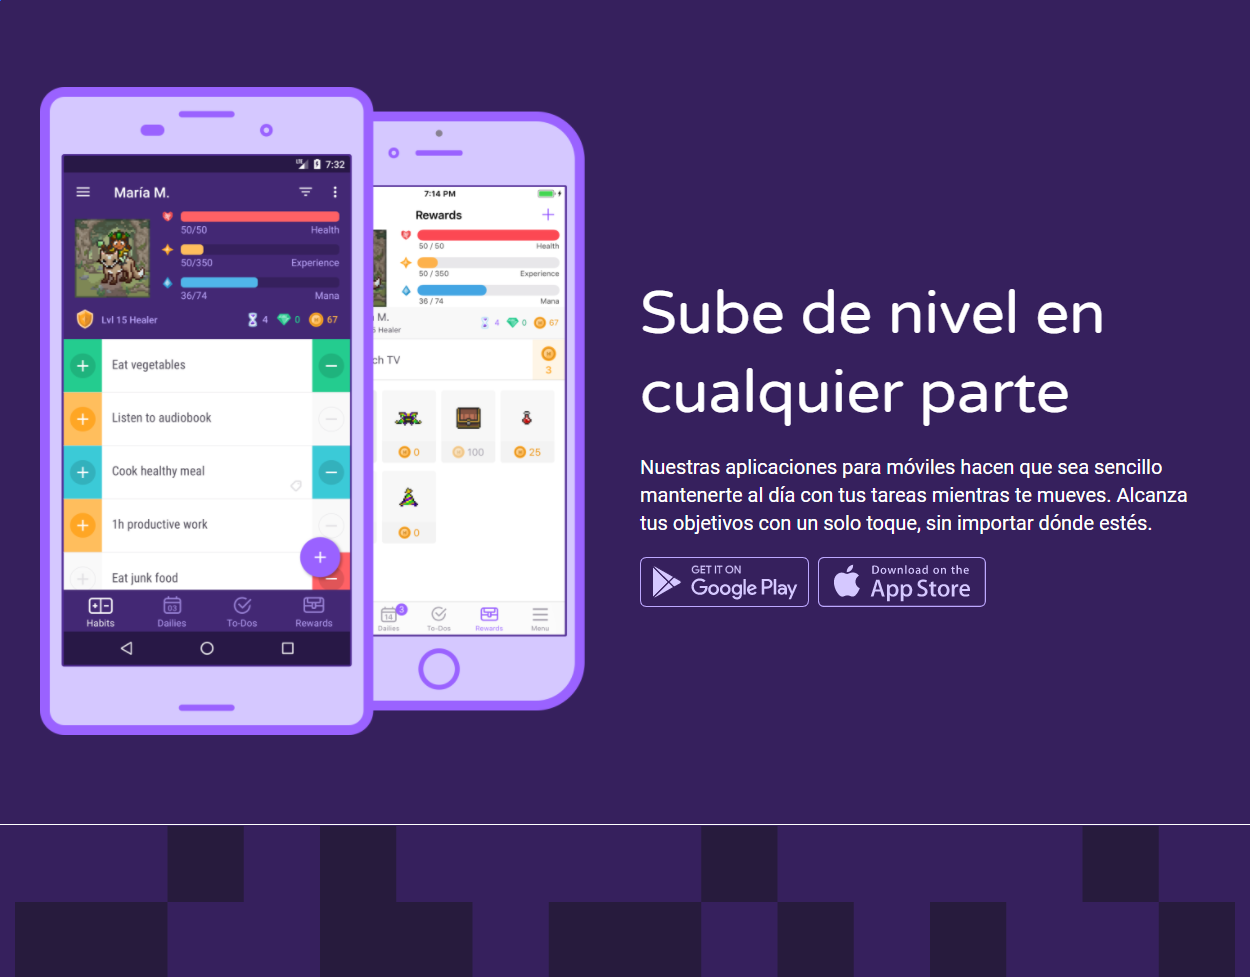 7:32
María M.
50/50 Health
50/350 Experience
36/74 Mana
Lvl 15 Healer 4 0 67
Eat vegetables
Listen to audiobook
Cook healthy meal
1h productive work
Eat junk food
03
Habits Dailies To-Dos Rewards
7:14 PM
Rewards
50 / 50 Health
50 / 350 Experience
36 / 74 Mana
M.
Healer 4 0 67
TV
3
0 100 25
0
3
14
Dailies To-Dos Rewards Menu
Sube de nivel en
cualquier parte
Nuestras aplicaciones para móviles hacen que sea sencillo
mantenerte al día con tus tareas mientras te mueves. Alcanza
tus objetivos con un solo toque, sin importar dónde estés.
GET IT ON
Google Play
Download on the
App Store